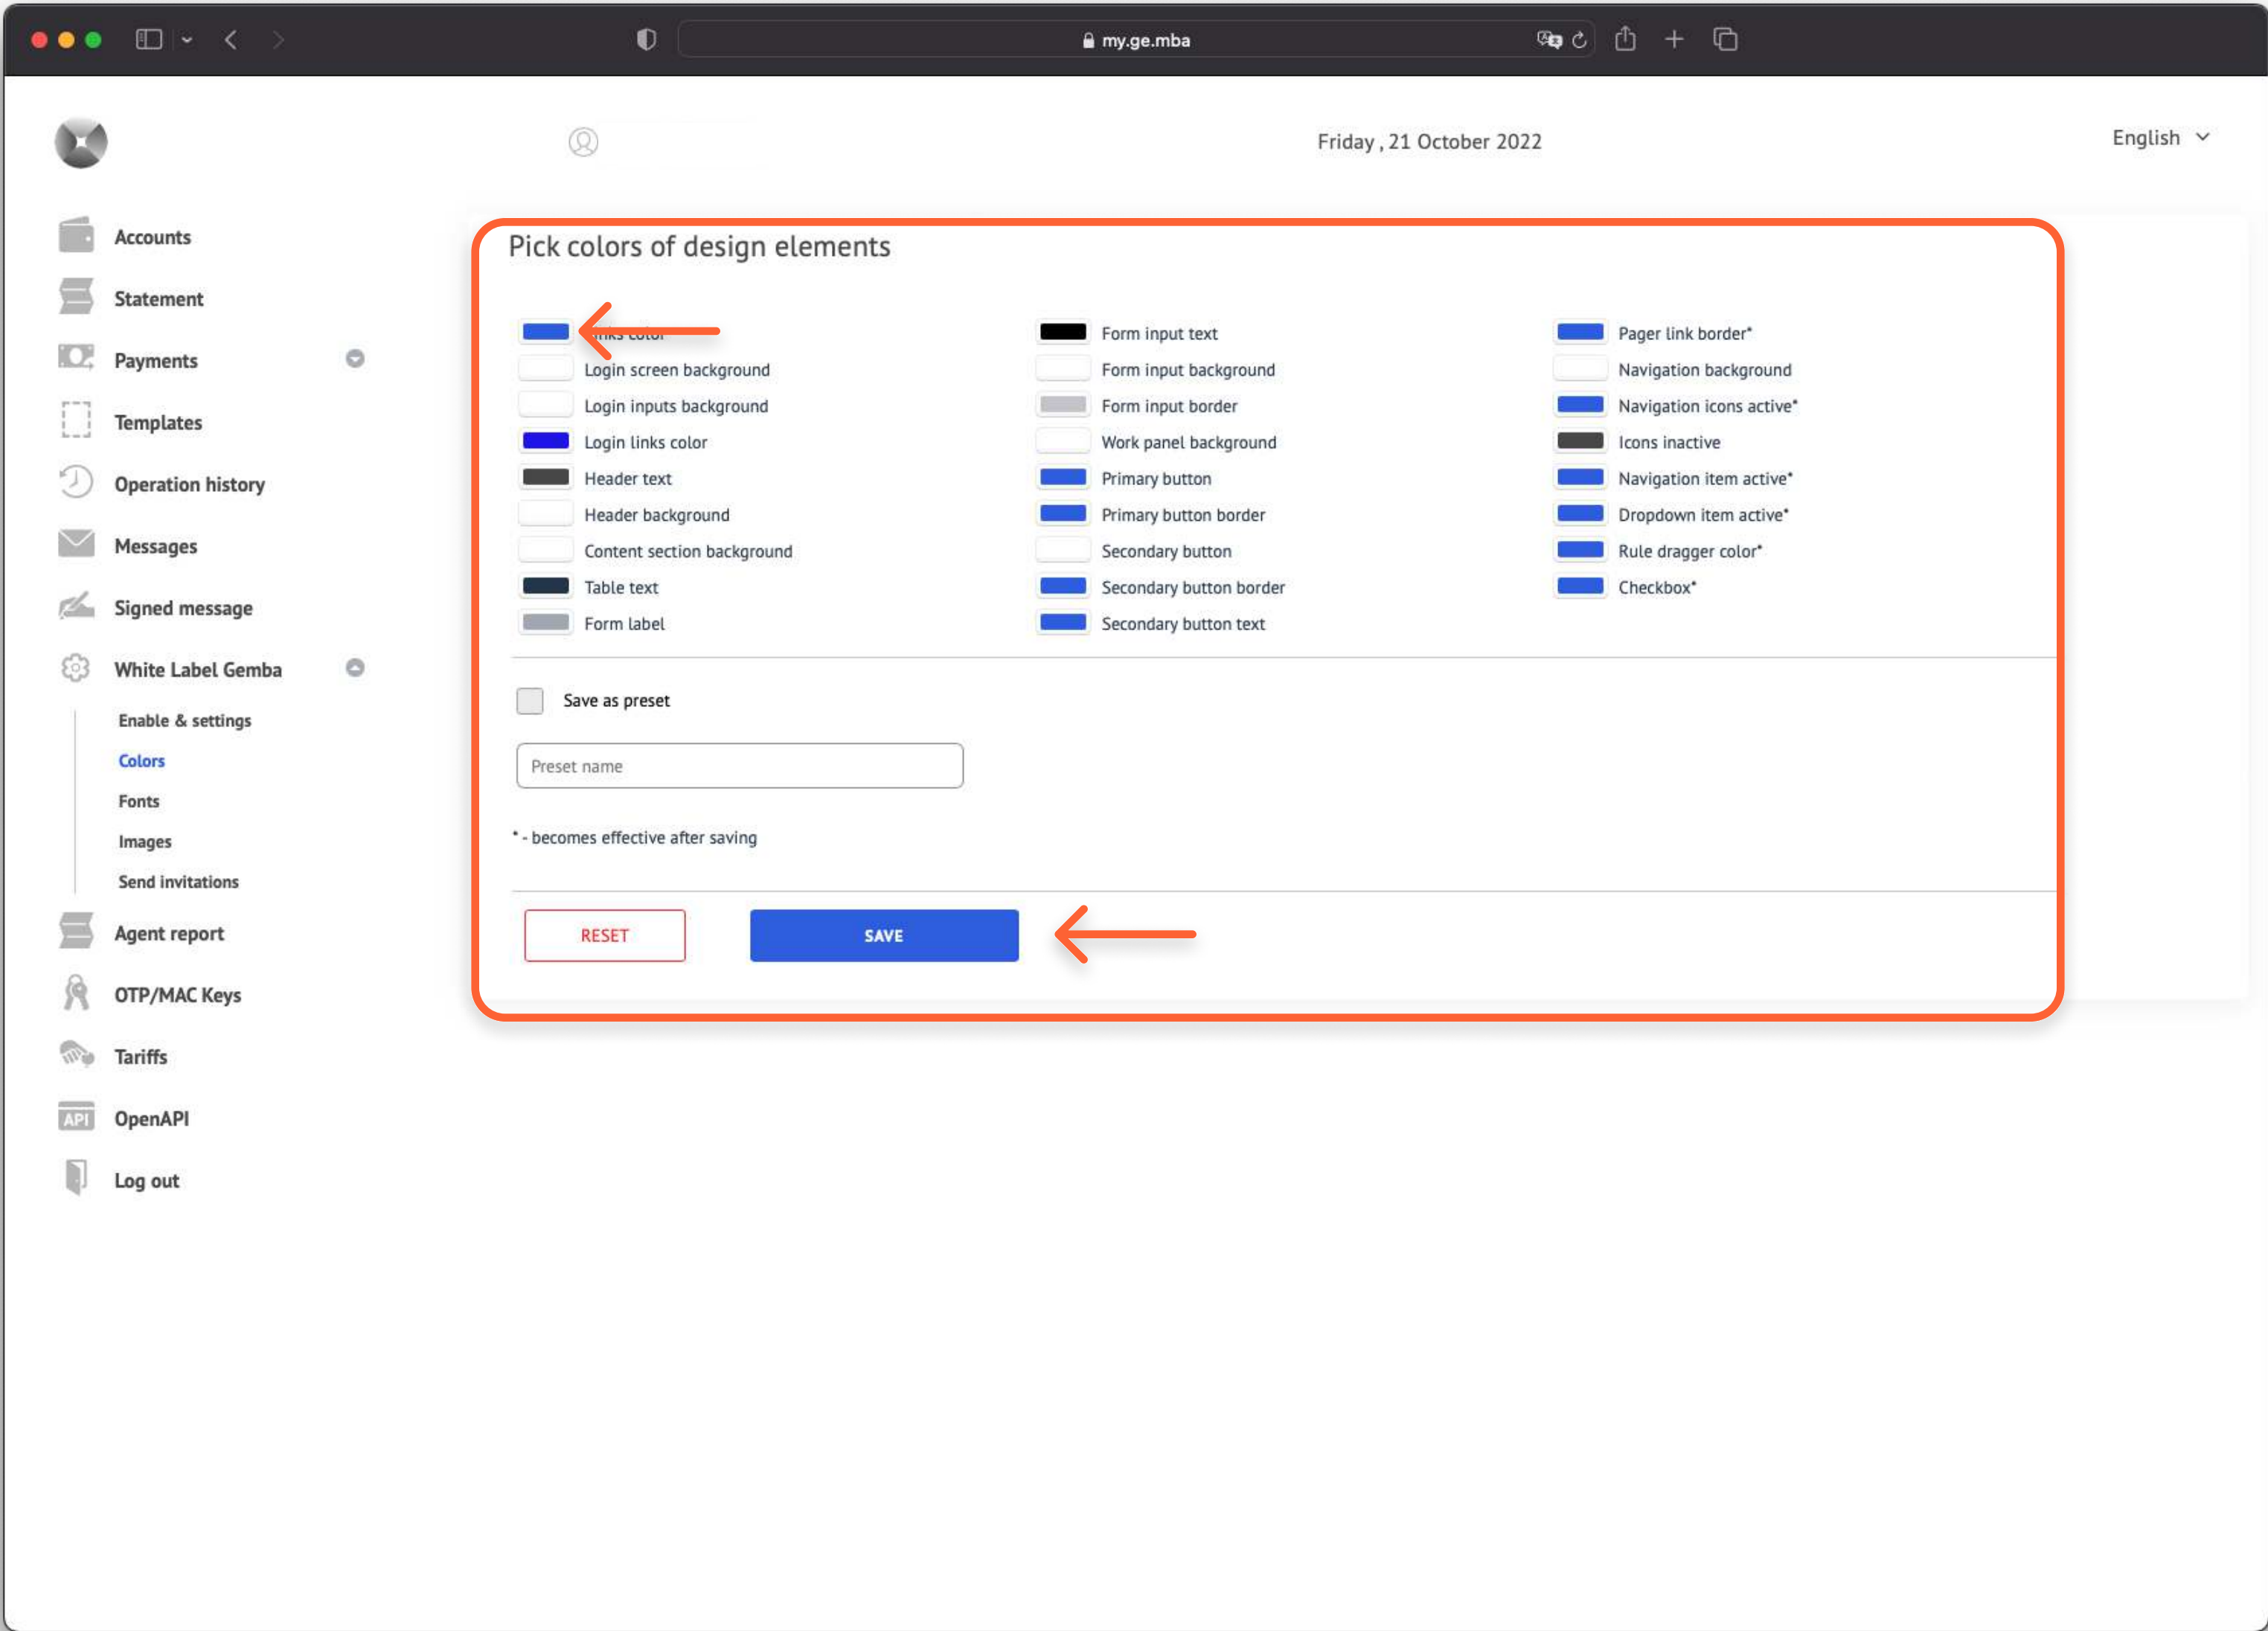 my.ge.mba
Friday , 21 October 2022
English
Accounts
Statement
Payments
Templates
Operation history
Messages
Signed message
White Label Gemba
Enable & settings
Colors
Fonts
Images
Send invitations
Agent report
OTP/MAC Keys
Tariffs
API
OpenAPI
Log out
Pick colors of design elements
Login screen background
Login inputs background
Login links color
Header text
Header background
Content section background
Table text
Form label
Form input text
Form input background
Form input border
Work panel background
Primary button
Primary button border
Secondary button
Secondary button border
Secondary button text
Pager link border*
Navigation background
Navigation icons active*
Icons inactive
Navigation item active*
Dropdown item active*
Rule dragger color*
Checkbox*
Save as preset
Preset name
* - becomes effective after saving
RESET
SAVE